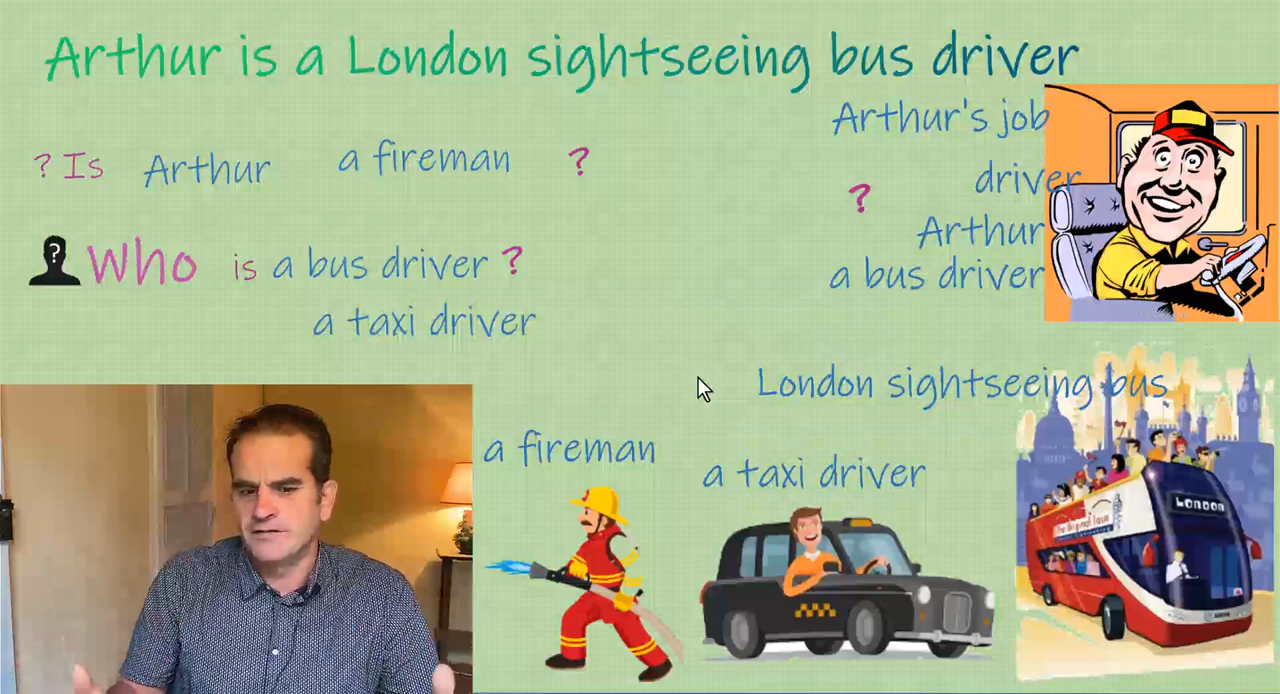 Arthur is a London sightseeing bus driver
? Is Arthur a fireman ?
? Who is a bus driver ?
a taxi driver
Arthur's job
driver
?
Arthur
a bus driver
London sightseeing bus
a fireman
a taxi driver
LONDON